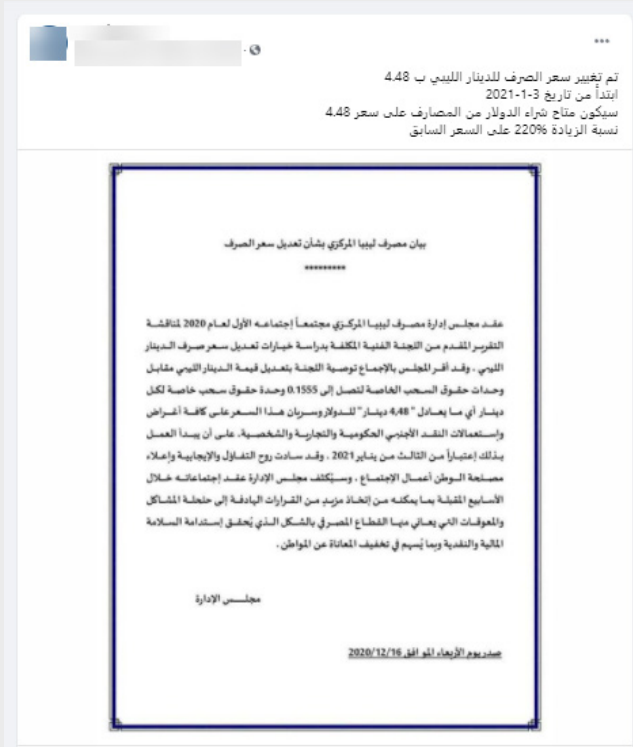 تم تغيير سعر الصرف للدينار الليبي ب 4.48
ابتدأ من تاريخ 3-1-2021
سيكون متاح شراء الدولار من المصارف على سعر 4.48
نسبة الزيادة 220% على السعر السابق
بيان مصرف ليبيا المركزي بشأن تعديل سعر الصرف
*********
عقد مجلس إدارة مصرف ليبيا المركزي مجتمعاً إجتماعه الأول لعام 2020 لمناقشة
التقرير المقدم من اللجنة الفنية المكلفة بدراسة خيارات تعديل سعر صرف الدينار
الليبي ، وقد أقر المجلس بالإجماع توصية اللجنة بتعديل قيمة الدينار الليبي مقابل
وحدات حقوق السحب الخاصة لتصل إلى 0.1555 وحدة حقوق سحب خاصة لكل
دينار أي ما يعادل " 4.48 دينار" للدولار وسريان هذا السعر على كافة أغراض
وإستعمالات النقد الأجنبي الحكومية والتجارية والشخصية، على أن يبدأ العمل
بذلك إعتباراً من الثالث من يناير 2021 ، وقد سادت روح التفاؤل والإيجابية وإعلاء
مصلحة الوطن أعمال الإجتماع ، وسيُكثف مجلس الإدارة عقد إجتماعاته خلال
الأسابيع المقبلة بما يمكنه من إتخاذ مزيدٍ من القرارات الهادفة إلى حلحلة المشاكل
والمعوقات التي يعاني منها القطاع المصرفي بالشكل الذي يُحقق إستدامة السلامة
المالية والنقدية وبما يُسهم في تخفيف المعاناة عن المواطن .
مجلــس الإدارة
صدر يوم الأربعاء الموافق 2020/12/16